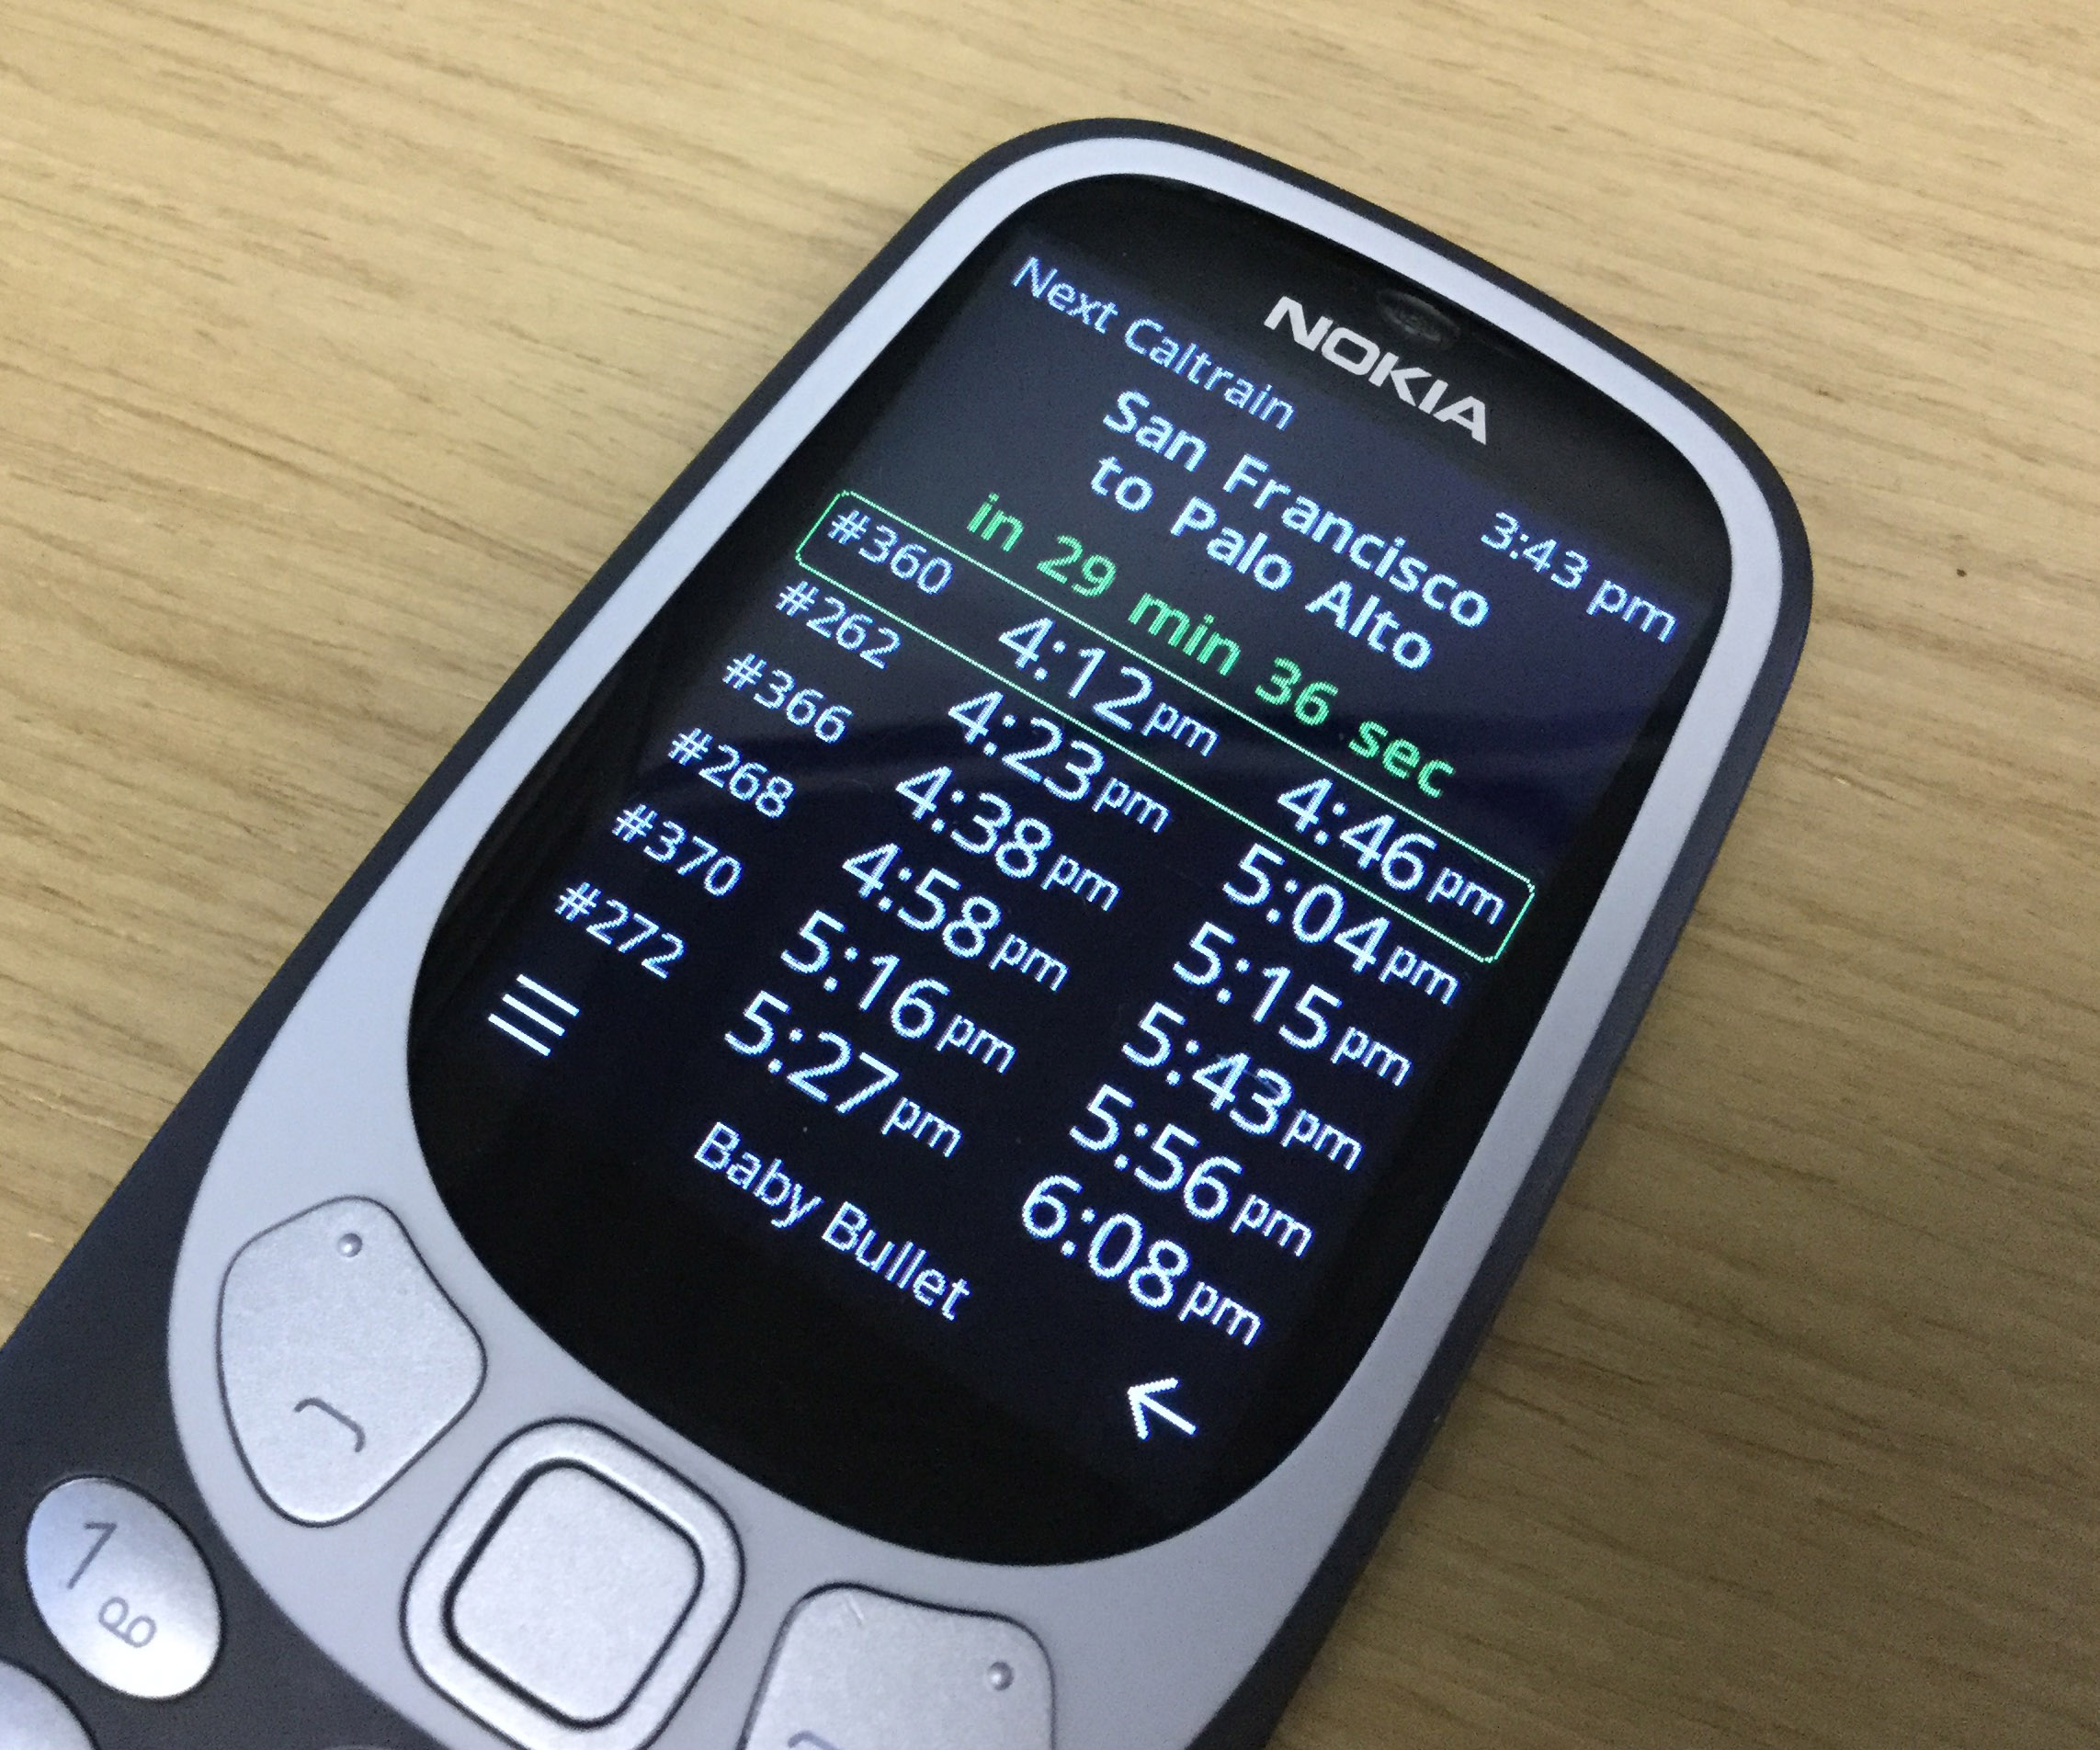 NOKIA
Next Caltrain 3:43 pm
San Francisco
to Palo Alto
in 29 min 36 sec
#360 4:12pm 4:46pm
#262 4:23pm 5:04pm
#366 4:38pm 5:15pm
#268 4:58pm 5:43pm
#370 5:16pm 5:56pm
#272 5:27pm 6:08pm
Baby Bullet
1